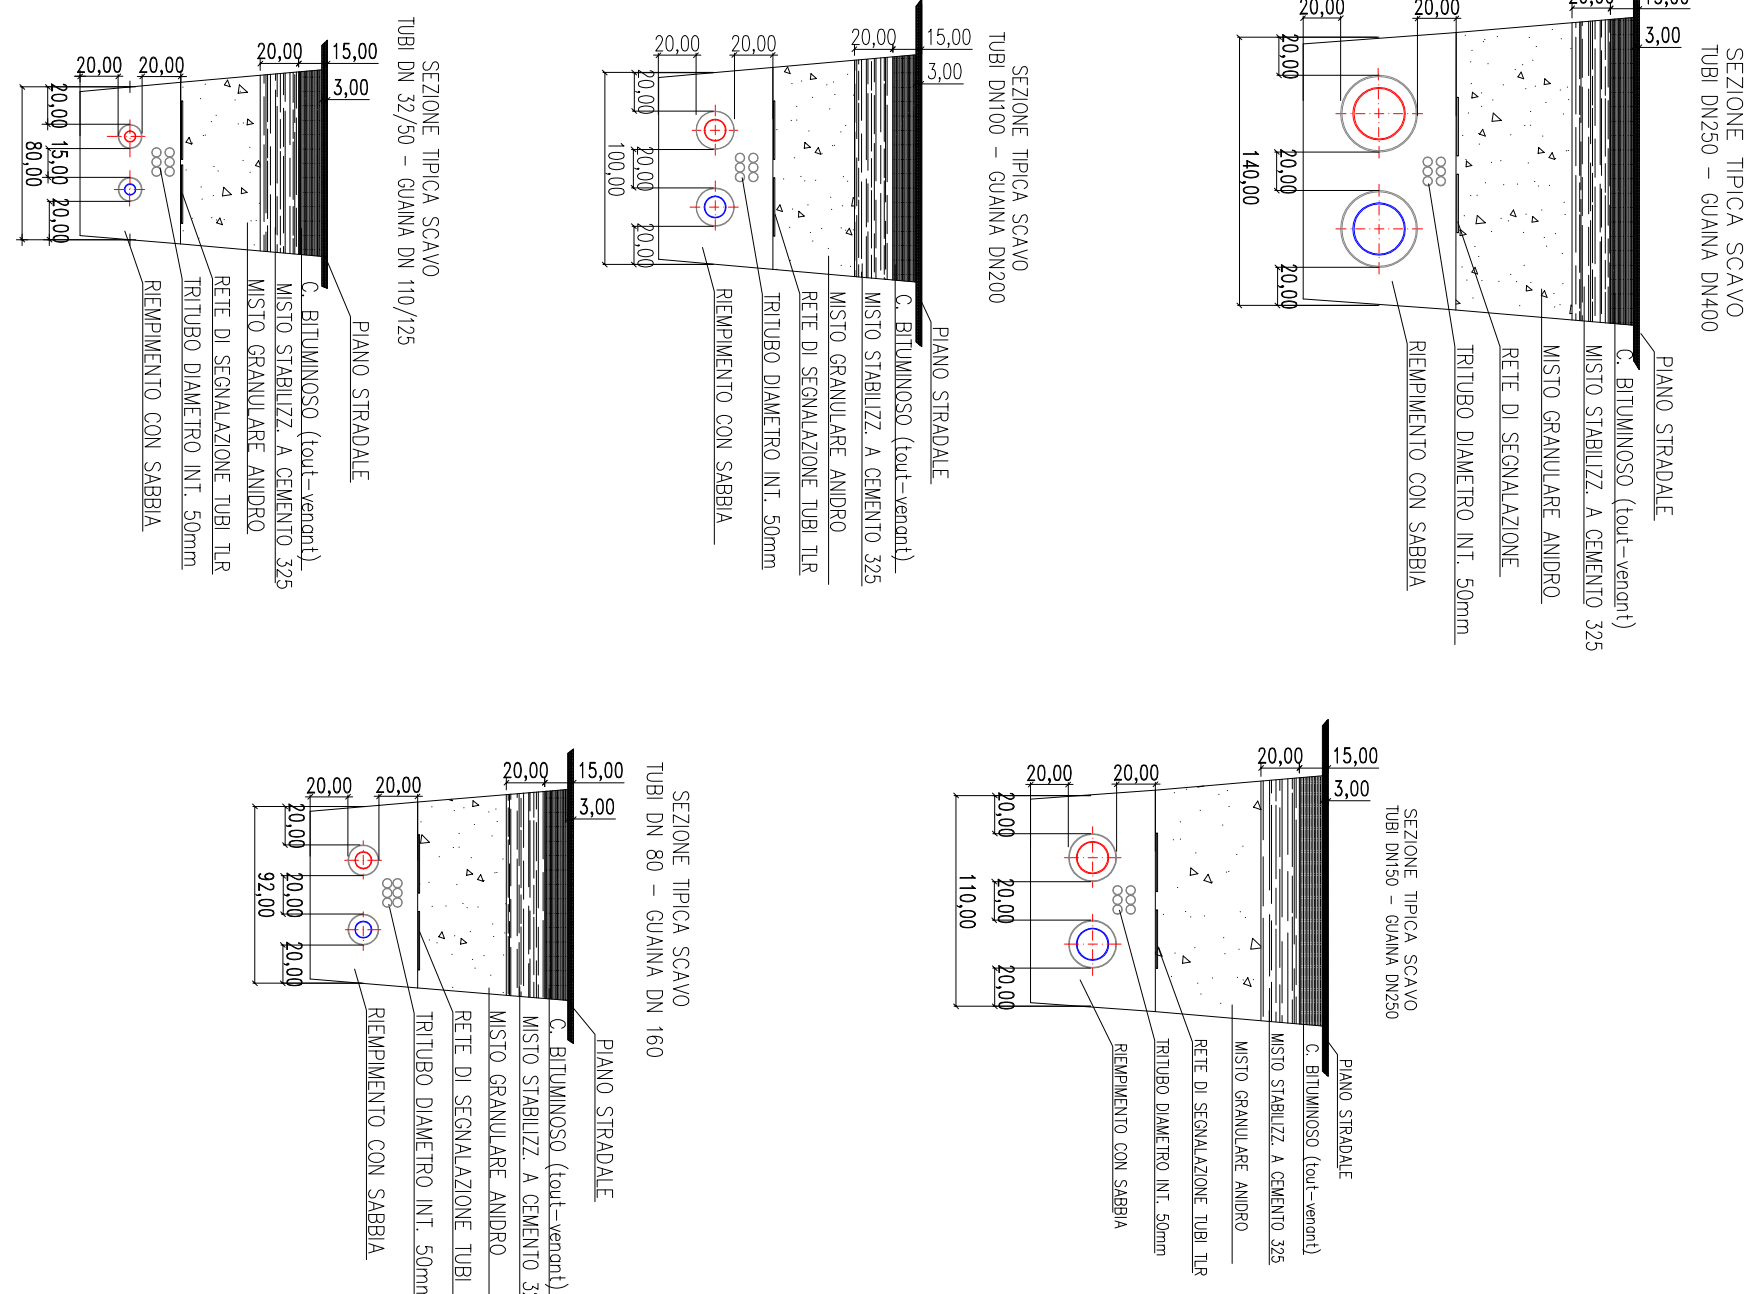 SEZIONE TIPICA SCAVO
TUBI DN 32/50 - GUAINA DN 110/125
20,00
20,00
20,00
15,00
3,00
20,00
15,00
20,00
80,00
PIANO STRADALE
C. BITUMINOSO (tout-venant)
MISTO STABILIZZ. A CEMENTO 325
MISTO GRANULARE ANIDRO
RETE DI SEGNALAZIONE TUBI TLR
TRITUBO DIAMETRO INT. 50mm
RIEMPIMENTO CON SABBIA
SEZIONE TIPICA SCAVO
TUBI DN100 - GUAINA DN200
20,00
20,00
20,00
15,00
3,00
20,00
20,00
20,00
100,00
PIANO STRADALE
C. BITUMINOSO (tout-venant)
MISTO STABILIZZ. A CEMENTO 325
MISTO GRANULARE ANIDRO
RETE DI SEGNALAZIONE TUBI TLR
TRITUBO DIAMETRO INT. 50mm
RIEMPIMENTO CON SABBIA
SEZIONE TIPICA SCAVO
TUBI DN250 - GUAINA DN400
20,00
20,00
20,00
15,00
3,00
20,00
20,00
20,00
140,00
PIANO STRADALE
C. BITUMINOSO (tout-venant)
MISTO STABILIZZ. A CEMENTO 325
MISTO GRANULARE ANIDRO
RETE DI SEGNALAZIONE
TRITUBO DIAMETRO INT. 50mm
RIEMPIMENTO CON SABBIA
SEZIONE TIPICA SCAVO
TUBI DN 80 - GUAINA DN 160
20,00
20,00
20,00
15,00
3,00
20,00
20,00
20,00
92,00
PIANO STRADALE
C. BITUMINOSO (tout-venant)
MISTO STABILIZZ. A CEMENTO
MISTO GRANULARE ANIDRO
RETE DI SEGNALAZIONE TUBI
TRITUBO DIAMETRO INT. 50mm
RIEMPIMENTO CON SABBIA
SEZIONE TIPICA SCAVO
TUBI DN150 - GUAINA DN250
20,00
20,00
20,00
15,00
3,00
20,00
20,00
20,00
110,00
PIANO STRADALE
C. BITUMINOSO (tout-venant)
MISTO STABILIZZ. A CEMENTO 325
MISTO GRANULARE ANIDRO
RETE DI SEGNALAZIONE TUBI TLR
TRITUBO DIAMETRO INT. 50mm
RIEMPIMENTO CON SABBIA